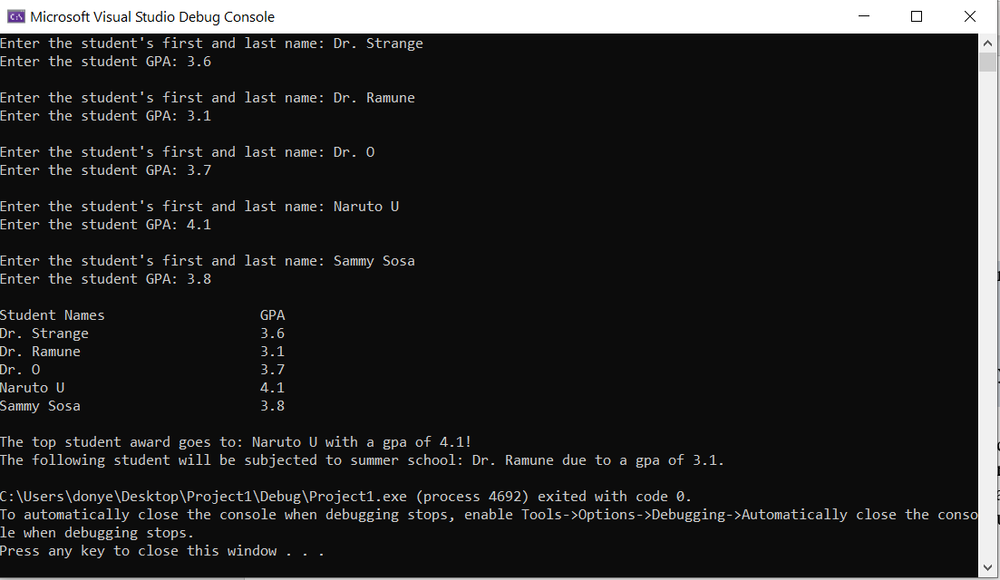 Microsoft Visual Studio Debug Console
Enter the student's first and last name: Dr. Strange
Enter the student GPA: 3.6
Enter the student's first and last name: Dr. Ramune
Enter the student GPA: 3.1
Enter the student's first and last name: Dr. O
Enter the student GPA: 3.7
Enter the student's first and last name: Naruto U
Enter the student GPA: 4.1
Enter the student's first and last name: Sammy Sosa
Enter the student GPA: 3.8
Student Names GPA
Dr. Strange 3.6
Dr. Ramune 3.1
Dr. O 3.7
Naruto U 4.1
Sammy Sosa 3.8
The top student award goes to: Naruto U with a gpa of 4.1!
The following student will be subjected to summer school: Dr. Ramune due to a gpa of 3.1.
C:\Users\donye\Desktop\Project1\Debug\Project1.exe (process 4692) exited with code 0.
To automatically close the console when debugging stops, enable Tools->Options->Debugging->Automatically close the conso
le when debugging stops.
Press any key to close this window . . .